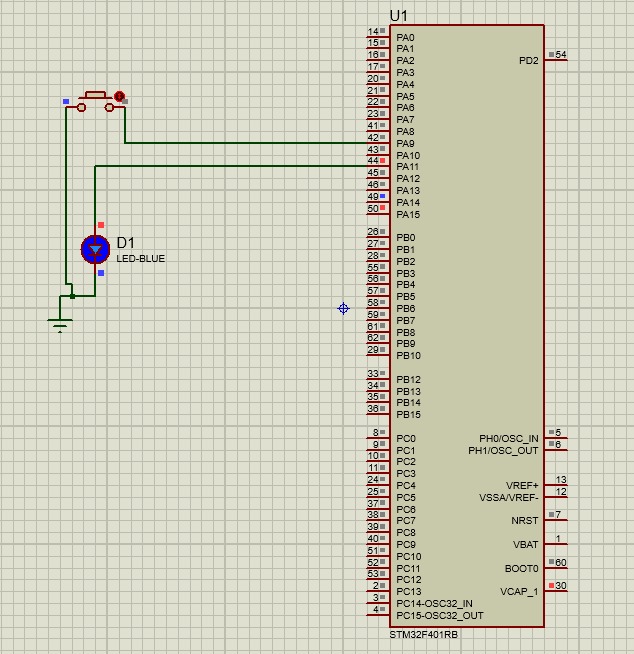 U1
14 PA0
15 PA1
16 PA2
17 PA3
20 PA4
21 PA5
22 PA6
23 PA7
41 PA8
42 PA9
43 PA10
44 PA11
45 PA12
46 PA13
49 PA14
50 PA15
PD2 54
D1
LED-BLUE
26 PB0
27 PB1
28 PB2
55 PB3
56 PB4
57 PB5
58 PB6
59 PB7
61 PB8
62 PB9
29 PB10
33 PB12
34 PB13
35 PB14
36 PB15
8 PC0
9 PC1
10 PC2
11 PC3
24 PC4
25 PC5
37 PC6
38 PC7
39 PC8
40 PC9
51 PC10
52 PC11
53 PC12
2 PC13
3 PC14-OSC32_IN
4 PC15-OSC32_OUT
PH0/OSC_IN 5
PH1/OSC_OUT 6
VREF+ 13
VSSA/VREF- 12
NRST 7
VBAT 1
BOOT0 60
VCAP_1 30
STM32F401RB